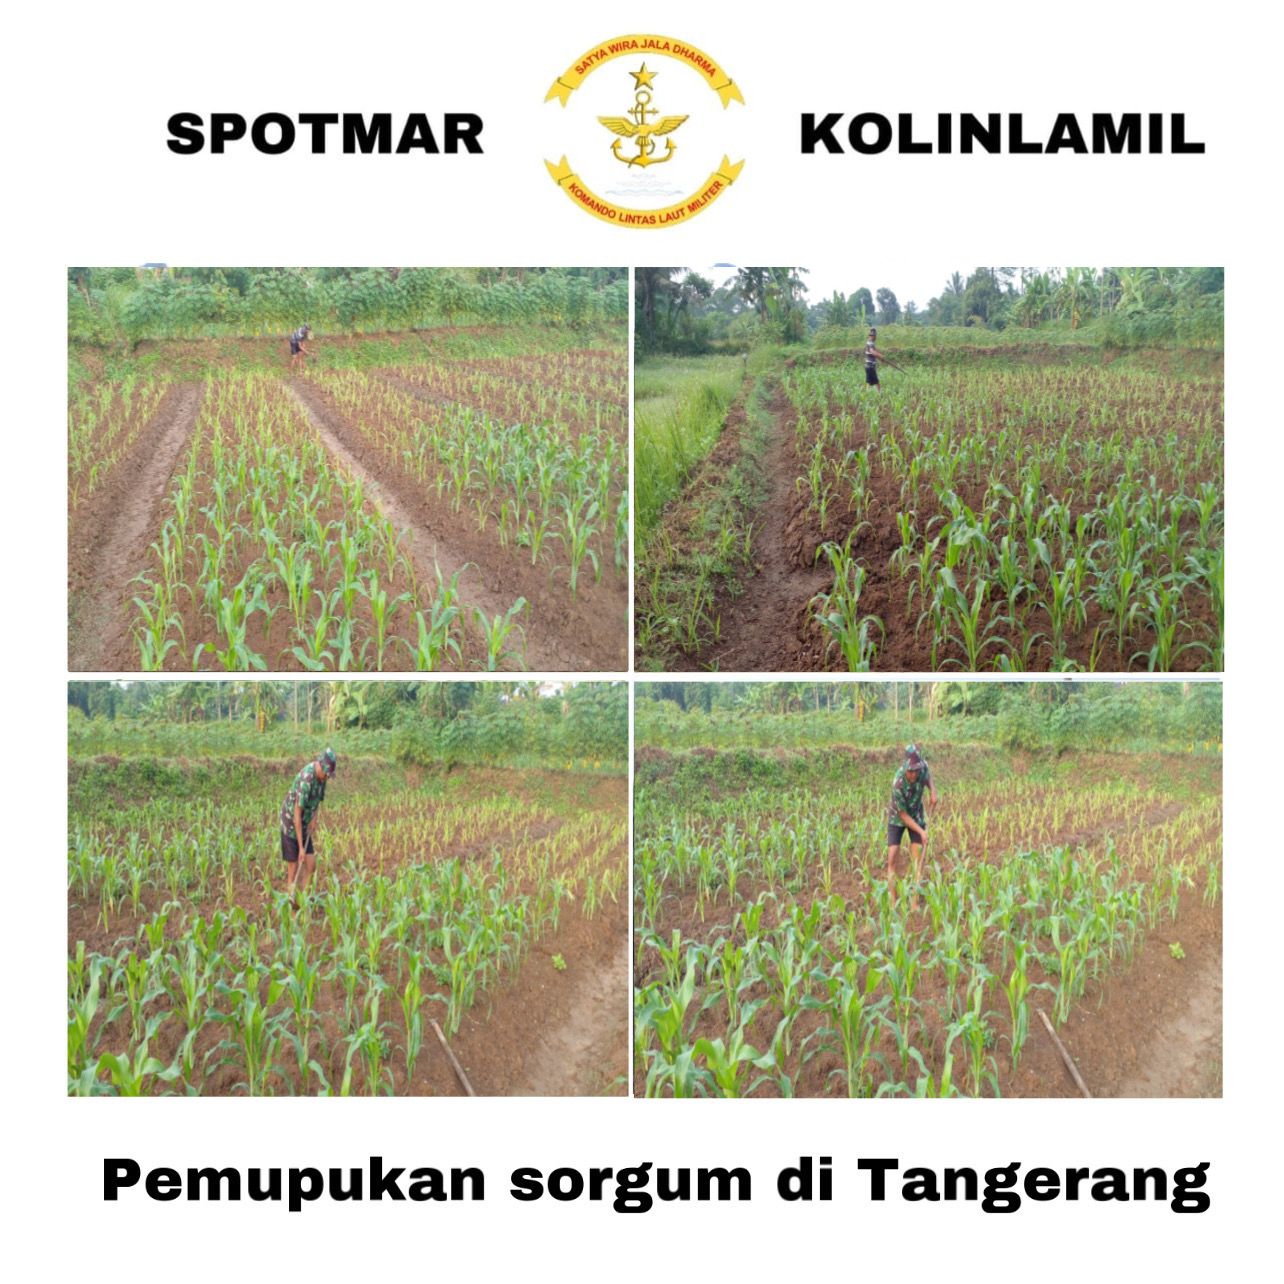 SATYA WIRA JALA DHARMA
SPOTMAR
KOLINLAMIL
KOMANDO LINTAS LAUT MILITER
Pemupukan sorgum di Tangerang